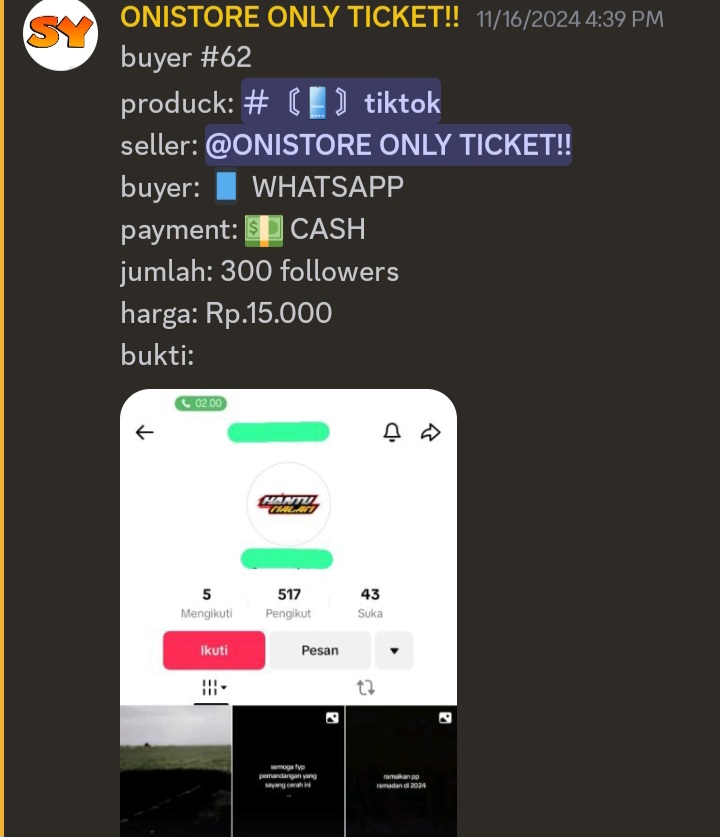 SY
ONISTORE ONLY TICKET!! 11/16/2024 4:39 PM
buyer #62
produck: #〘📱〙tiktok
seller: @ONISTORE ONLY TICKET!!
buyer: WHATSAPP
payment: 💵 CASH
jumlah: 300 followers
harga: Rp.15.000
bukti:
02.00
HANTU
MALAM
5 517 43
Mengikuti Pengikut Suka
Ikuti Pesan
semoga fyp
pemandangan yang
sayang cerah ini
ramaikan pp
ramadan di 2024